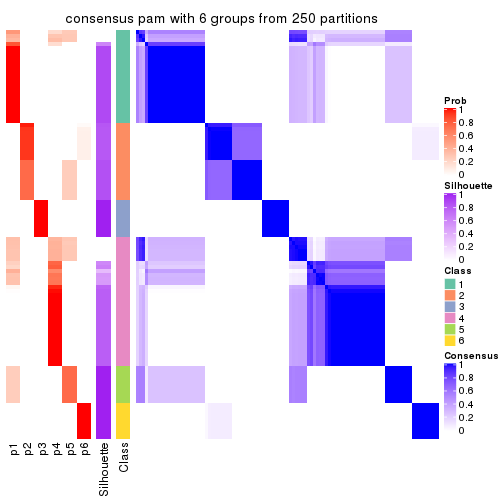 consensus pam with 6 groups from 250 partitions
Prob
1
0.8
0.6
0.4
0.2
0
Silhouette
1
0.8
0.6
0.4
0.2
0
Class
1
2
3
4
5
6
Consensus
1
0.8
0.6
0.4
0.2
0
p1
p2
p3
p4
p5
p6
Silhouette
Class